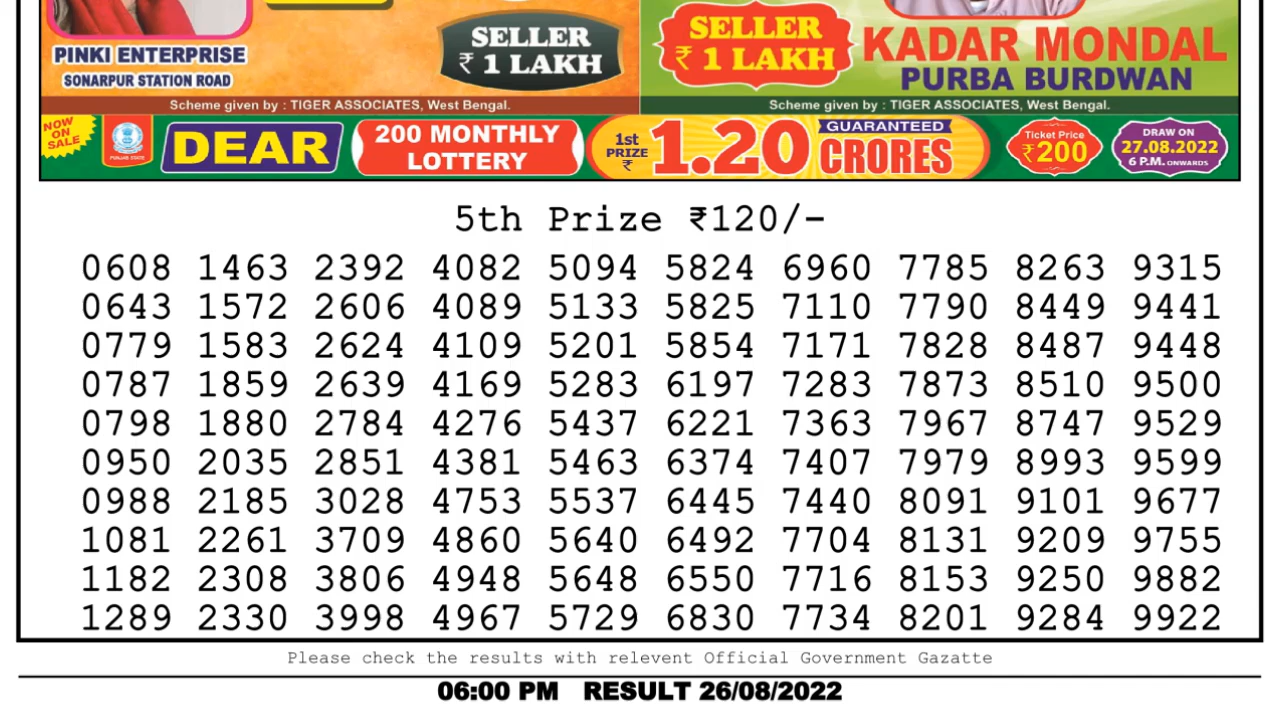 PINKI ENTERPRISE
SONARPUR STATION ROAD
SELLER
₹ 1 LAKH
SELLER
₹ 1 LAKH
KADAR MONDAL
PURBA BURDWAN
Scheme given by : TIGER ASSOCIATES, West Bengal.
Scheme given by : TIGER ASSOCIATES, West Bengal.
NOW
ON
SALE
PUNJAB STATE
DEAR
200 MONTHLY
LOTTERY
1st
PRIZE
₹
1.20
GUARANTEED
CRORES
Ticket Price
₹200
DRAW ON
27.08.2022
6 P.M. ONWARDS
5th Prize ₹120/-
0608 1463 2392 4082 5094 5824 6960 7785 8263 9315
0643 1572 2606 4089 5133 5825 7110 7790 8449 9441
0779 1583 2624 4109 5201 5854 7171 7828 8487 9448
0787 1859 2639 4169 5283 6197 7283 7873 8510 9500
0798 1880 2784 4276 5437 6221 7363 7967 8747 9529
0950 2035 2851 4381 5463 6374 7407 7979 8993 9599
0988 2185 3028 4753 5537 6445 7440 8091 9101 9677
1081 2261 3709 4860 5640 6492 7704 8131 9209 9755
1182 2308 3806 4948 5648 6550 7716 8153 9250 9882
1289 2330 3998 4967 5729 6830 7734 8201 9284 9922
Please check the results with relevent Official Government Gazatte
06:00 PM RESULT 26/08/2022